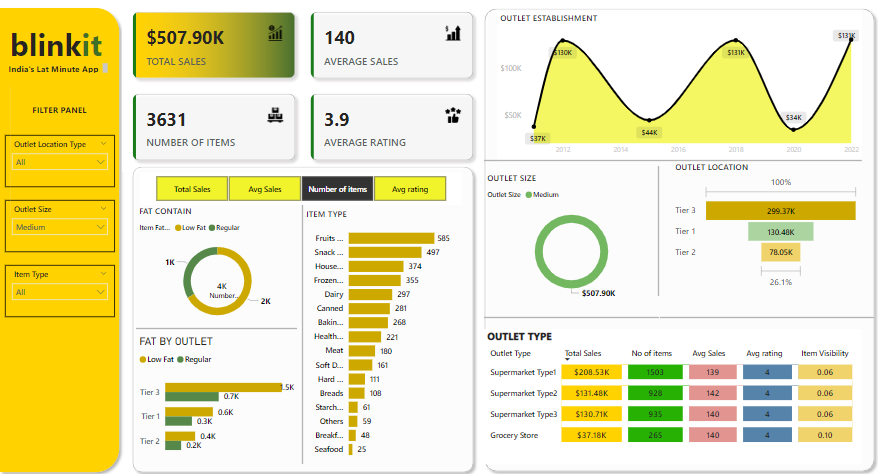 blinkit
India's Lat Minute App
FILTER PANEL
Outlet Location Type
All
Outlet Size
Medium
Item Type
All
$507.90K
TOTAL SALES
140
AVERAGE SALES
3631
NUMBER OF ITEMS
3.9
AVERAGE RATING
Total Sales
Avg Sales
Number of items
Avg rating
FAT CONTAIN
Item Fat... Low Fat Regular
1K
4K
Number...
2K
FAT BY OUTLET
Low Fat Regular
Tier 3
.5K
0.7K
Tier 1
0.6K
0.3K
Tier 2
0.4K
0.2K
ITEM TYPE
Fruits ... 585
Snack ... 497
House... 374
Frozen... 355
Dairy 297
Canned 281
Bakin... 268
Health... 221
Meat 180
Soft D... 161
Hard ... 111
Breads 108
Starch... 61
Others 59
Breakf... 48
Seafood 25
OUTLET ESTABLISHMENT
$100K
$50K
$37K
$130K
$44K
$131K
$34K
$131K
2012 2014 2016 2018 2020 2022
OUTLET SIZE
Outlet Size Medium
$507.90K
OUTLET LOCATION
100%
Tier 3 299.37K
Tier 1 130.48K
Tier 2 78.05K
26.1%
OUTLET TYPE
Outlet Type Total Sales No of items Avg Sales Avg rating Item Visibility
Supermarket Type1 $208.53K 1503 139 4 0.06
Supermarket Type2 $131.48K 928 142 4 0.06
Supermarket Type3 $130.71K 935 140 4 0.06
Grocery Store $37.18K 265 140 4 0.10